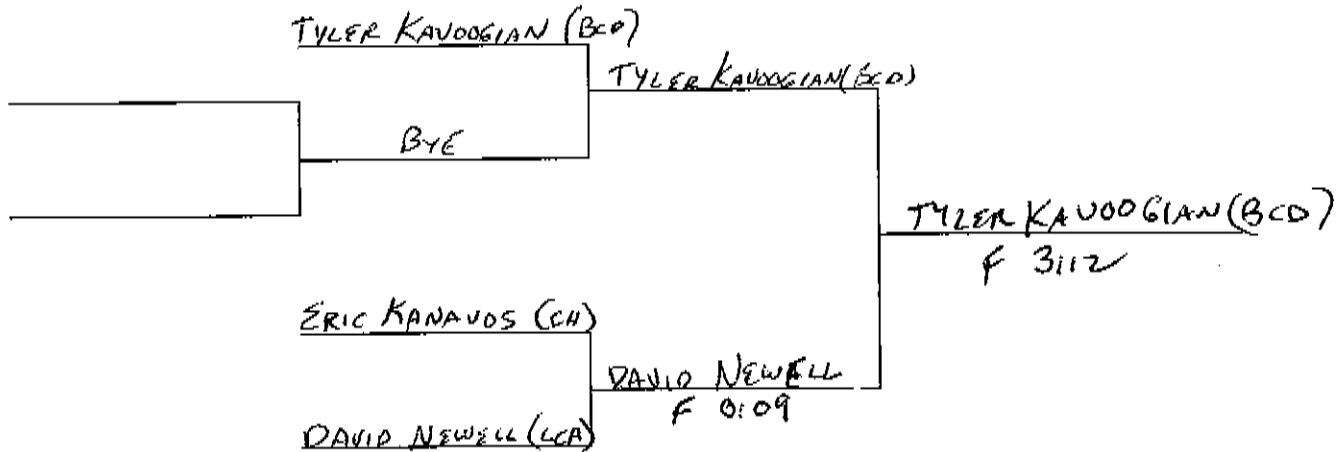 TYLER KAVOOGIAN (BCD)
TYLER KAVOOGIAN (BCD)
BYE
TYLER KAVOOGIAN (BCD)
F 3:12
ERIC KANAVOS (CH)
DAVID NEWELL
F 0:09
DAVID NEWELL (LCA)